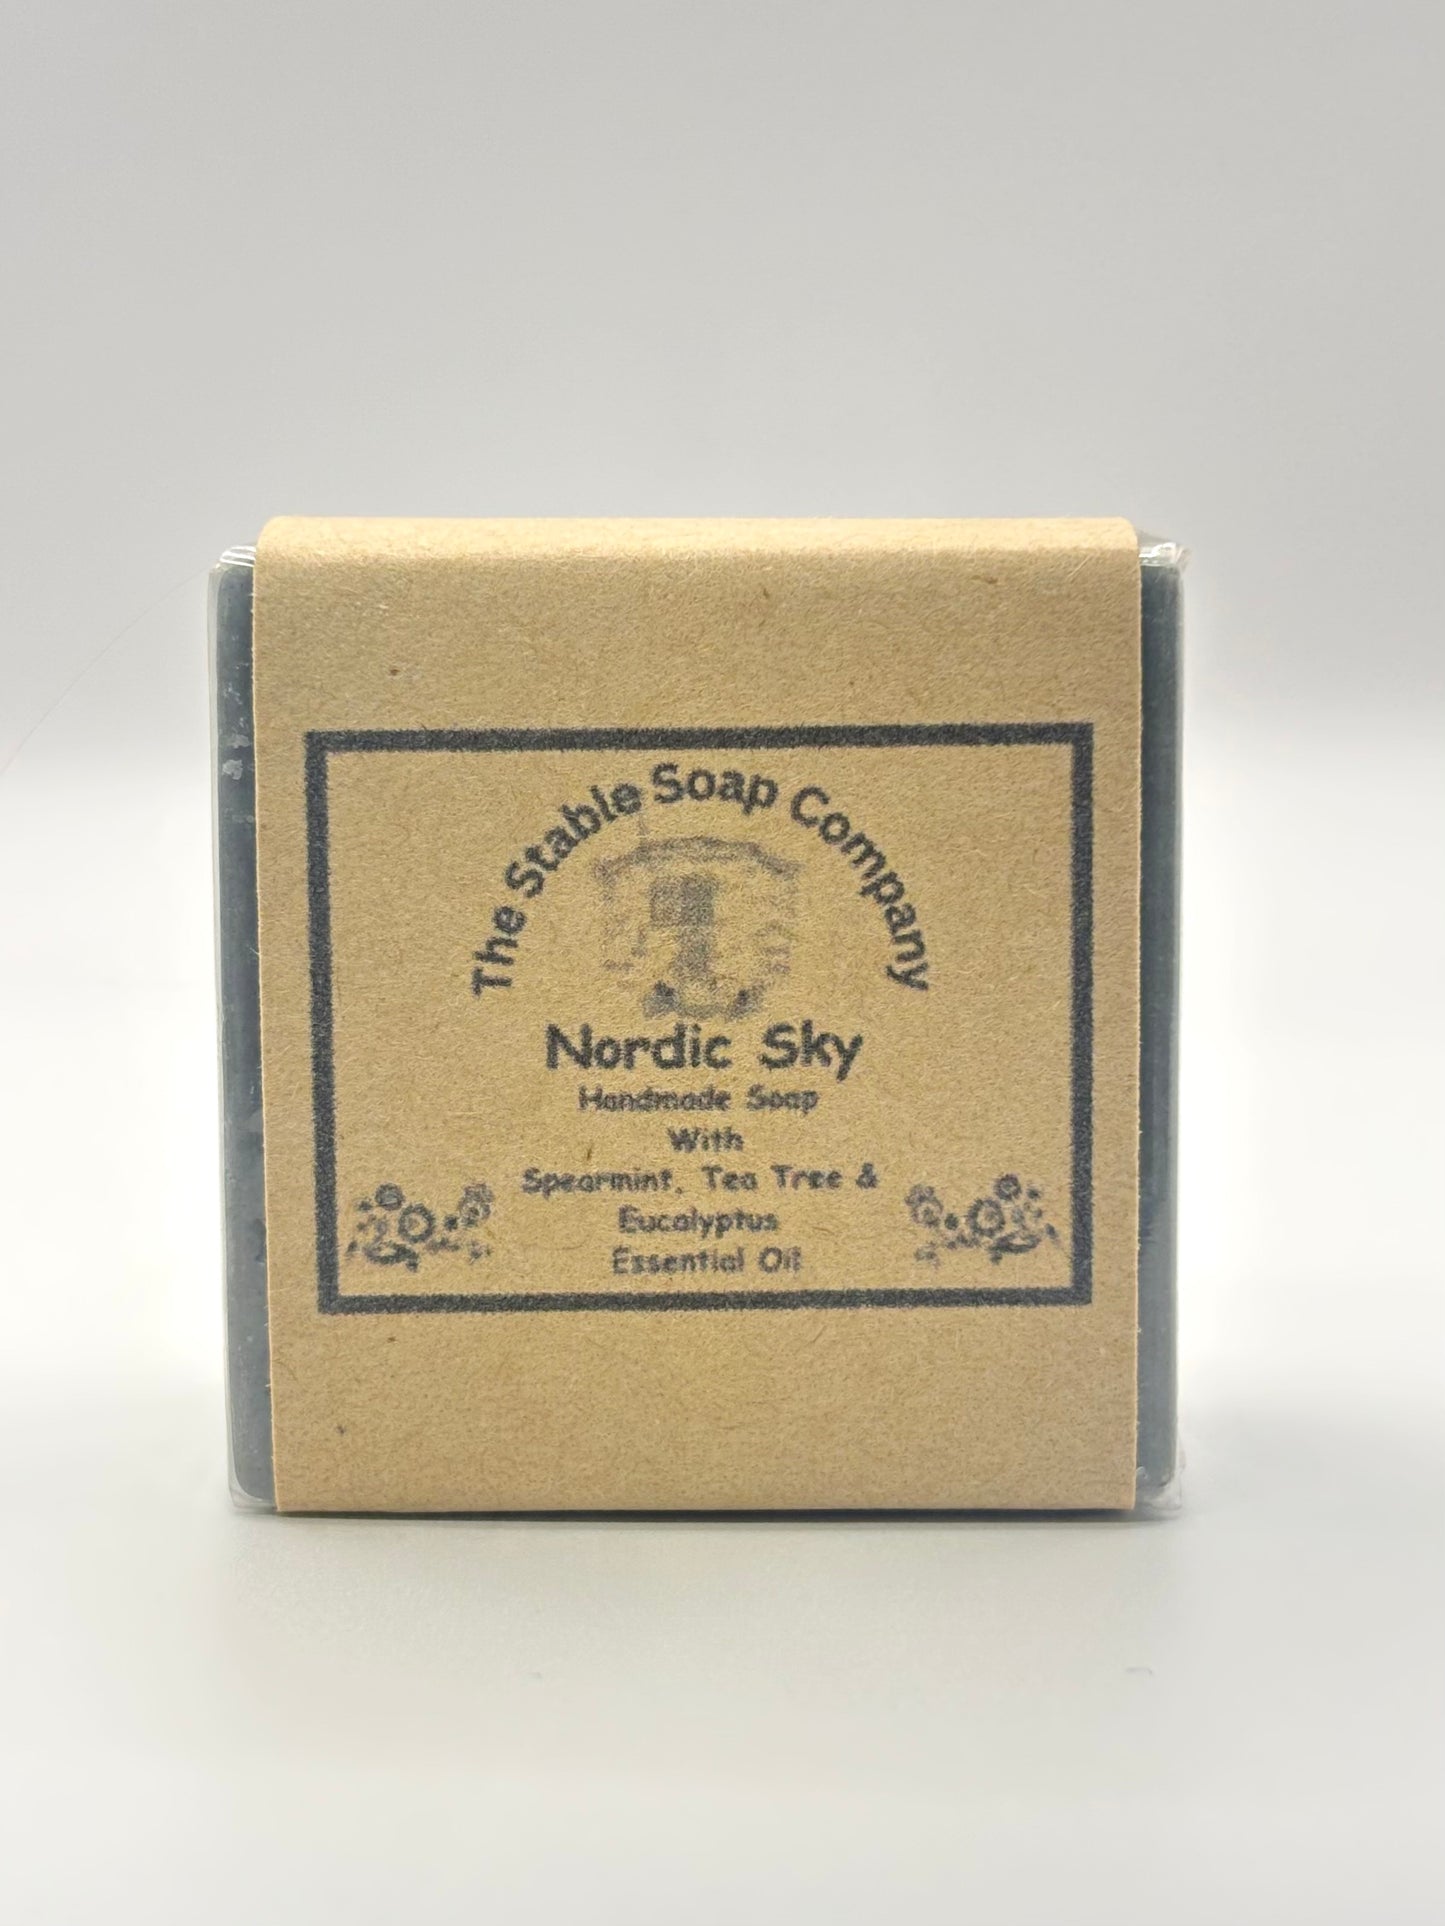 The Stable Soap Company
Nordic Sky
Handmade Soap
With
Spearmint, Tea Tree &
Eucalyptus
Essential Oil